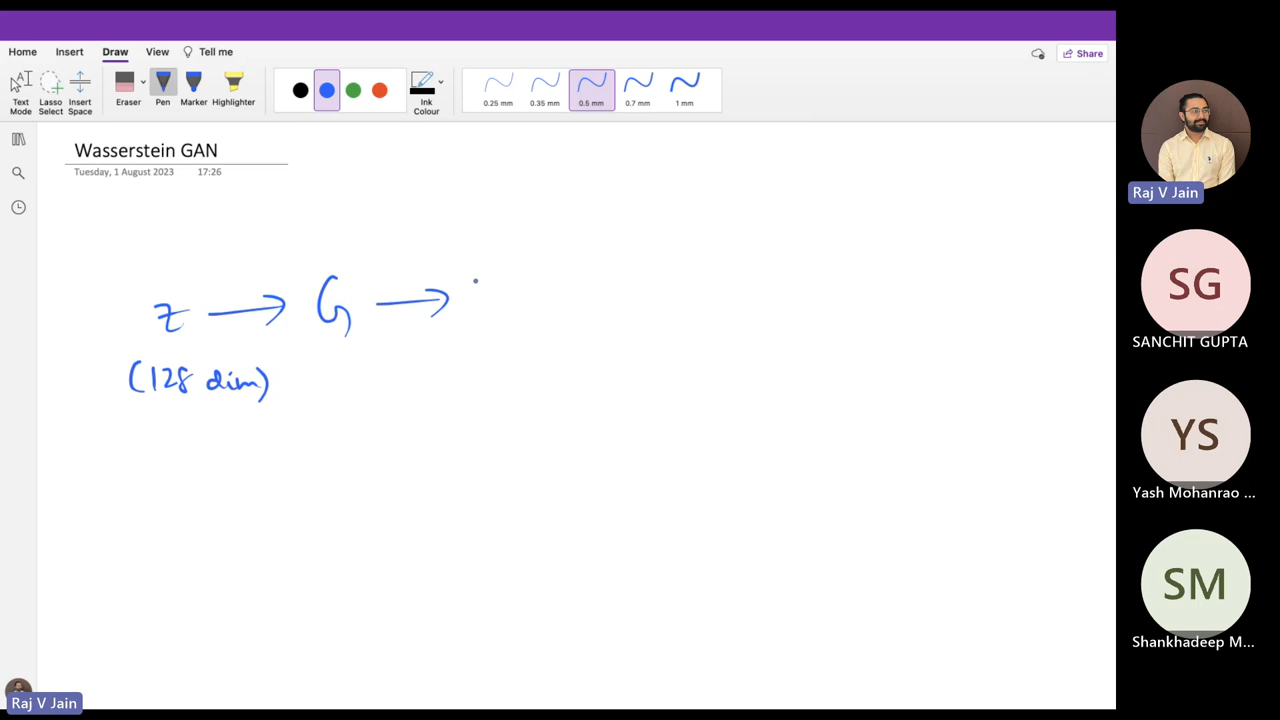 Home Insert Draw View Tell me
Share
Text Mode
Lasso Select
Insert Space
Eraser
Pen
Marker
Highlighter
Ink Colour
0.25 mm
0.35 mm
0.5 mm
0.7 mm
1 mm
Wasserstein GAN
Tuesday, 1 August 2023 17:26
z → G →
(128 dim)
Raj V Jain
SG
SANCHIT GUPTA
YS
Yash Mohanrao ...
SM
Shankhadeep M...
Raj V Jain